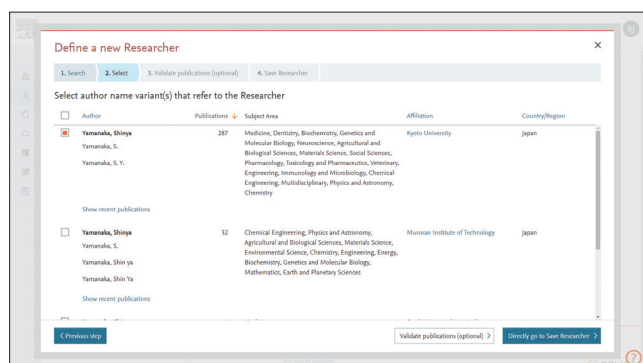 Define a new Researcher
×
1. Search 2. Select 3. Validate publications (optional) 4. Save Researcher
Select author name variant(s) that refer to the Researcher
Author Publications ↓ Subject Area Affiliation Country/Region
Yamanaka, Shinya 287 Medicine, Dentistry, Biochemistry, Genetics and Kyoto University Japan
Yamanaka, S. Molecular Biology, Neuroscience, Agricultural and
Biological Sciences, Materials Science, Social Sciences,
Yamanaka, S. Y. Pharmacology, Toxicology and Pharmaceutics, Veterinary,
Engineering, Immunology and Microbiology, Chemical
Engineering, Multidisciplinary, Physics and Astronomy,
Chemistry
Show recent publications
Yamanaka, Shinya 32 Chemical Engineering, Physics and Astronomy, Muroran Institute of Technology Japan
Yamanaka, S. Agricultural and Biological Sciences, Materials Science,
Environmental Science, Chemistry, Engineering, Energy,
Yamanaka, Shin ya Biochemistry, Genetics and Molecular Biology,
Mathematics, Earth and Planetary Sciences
Yamanaka, Shin Ya
Show recent publications
< Previous step Validate publications (optional) > Directly go to Save Researcher >
?